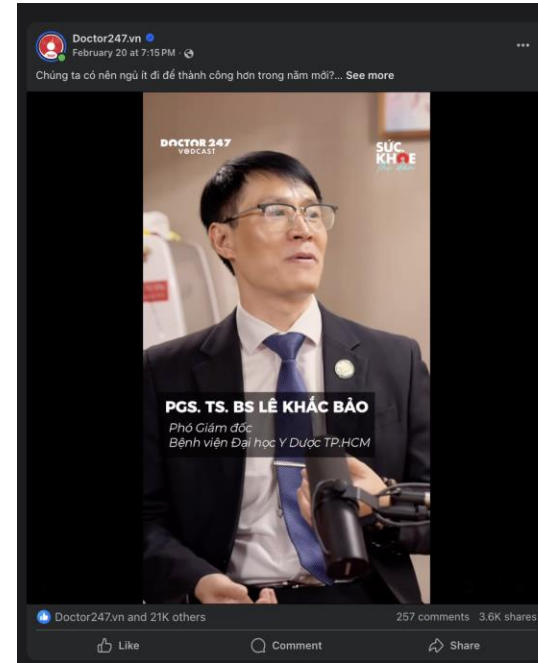 Doctor247.vn
February 20 at 7:15 PM ·
Chúng ta có nên ngủ ít đi để thành công hơn trong năm mới?... See more
DOCTOR 247
VODCAST
SỨC
KHỎE
PGS. TS. BS LÊ KHẮC BẢO
Phó Giám đốc
Bệnh viện Đại học Y Dược TP.HCM
Doctor247.vn and 21K others
257 comments 3.6K shares
Like Comment Share